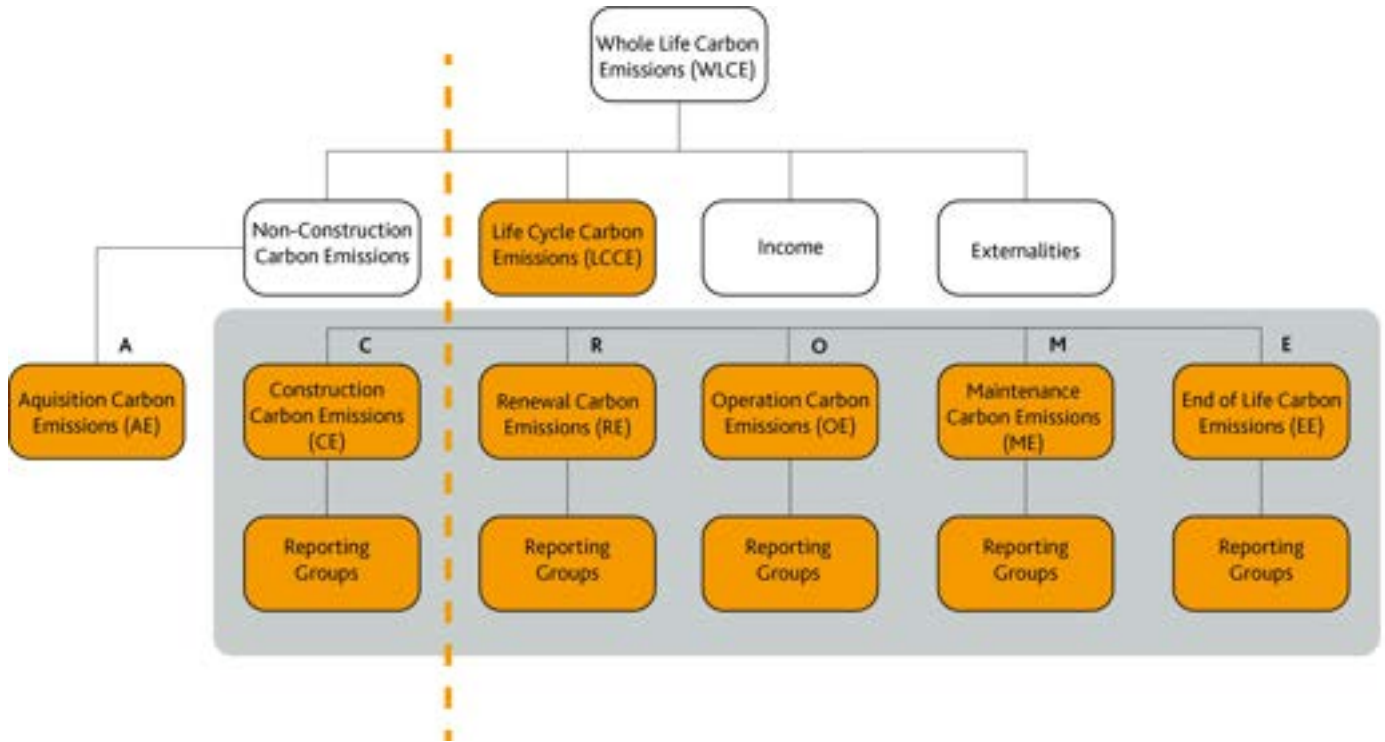 Whole Life Carbon
Emissions (WLCE)
Non-Construction
Carbon Emissions
Life Cycle Carbon
Emissions (LCCE)
Income
Externalities
A
C
R
O
M
E
Aquisition Carbon
Emissions (AE)
Construction
Carbon Emissions
(CE)
Renewal Carbon
Emissions (RE)
Operation Carbon
Emissions (OE)
Maintenance
Carbon Emissions
(ME)
End of Life Carbon
Emissions (EE)
Reporting
Groups
Reporting
Groups
Reporting
Groups
Reporting
Groups
Reporting
Groups